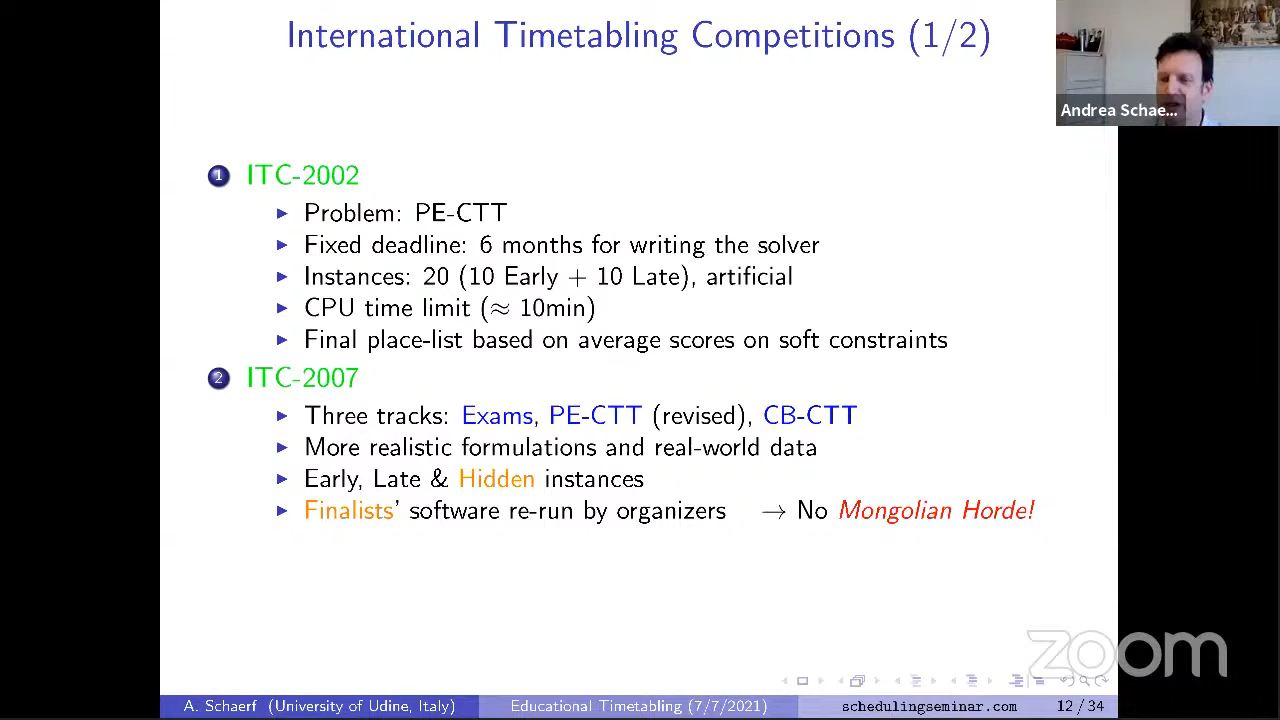 International Timetabling Competitions (1/2)
Andrea Schae...
1 ITC-2002
Problem: PE-CTT
Fixed deadline: 6 months for writing the solver
Instances: 20 (10 Early + 10 Late), artificial
CPU time limit (≈ 10min)
Final place-list based on average scores on soft constraints
2 ITC-2007
Three tracks: Exams, PE-CTT (revised), CB-CTT
More realistic formulations and real-world data
Early, Late & Hidden instances
Finalists' software re-run by organizers → No Mongolian Horde!
zoom
A. Schaerf (University of Udine, Italy) Educational Timetabling (7/7/2021) schedulingseminar.com 12 / 34